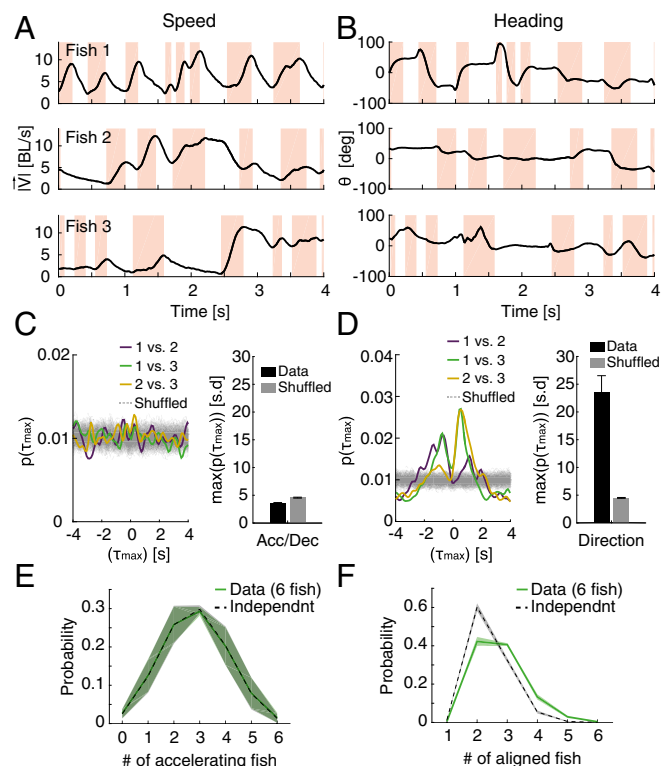 A Speed B Heading
Fish 1
10
5
0
100
0
-100
Fish 2
10
5
0
|V| [BL/s]
100
0
-100
θ [deg]
Fish 3
10
5
0
0 1 2 3 4
Time [s]
100
0
-100
0 1 2 3 4
Time [s]
C
1 vs. 2
1 vs. 3
2 vs. 3
Shuffled
0.02
0.01
0
p(τmax)
-4 -2 0 2 4
(τmax) [s]
Data
Shuffled
30
25
20
15
10
5
0
max(p(τmax)) [s.d]
Acc/Dec
D
1 vs. 2
1 vs. 3
2 vs. 3
Shuffled
0.04
0.03
0.02
0.01
0
p(τmax)
-4 -2 0 2 4
(τmax) [s]
Data
Shuffled
30
25
20
15
10
5
0
max(p(τmax)) [s.d]
Direction
E
Data (6 fish)
Independnt
0.3
0.2
0.1
0
Probability
0 1 2 3 4 5 6
# of accelerating fish
F
Data (6 fish)
Independnt
0.6
0.4
0.2
0
Probability
1 2 3 4 5 6
# of aligned fish